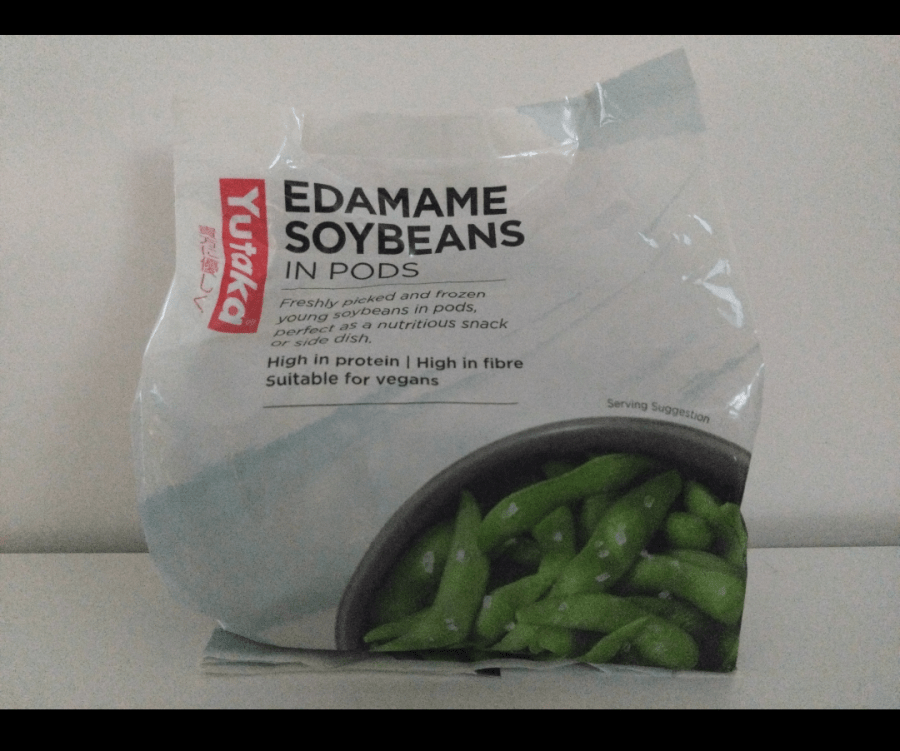 Yutaka
EDAMAME
SOYBEANS
IN PODS
Freshly picked and frozen
young soybeans in pods,
perfect as a nutritious snack
or side dish.
High in protein | High in fibre
Suitable for vegans
Serving Suggestion